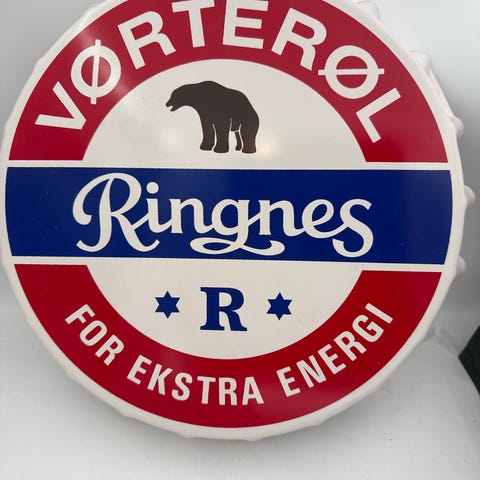 VØRTERØL
Ringnes
R
FOR EKSTRA ENERGI